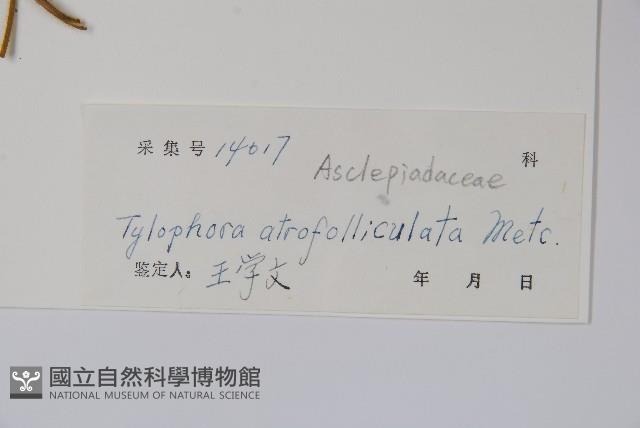 采集号 14017
Asclepiadaceae 科
Tylophora atrofolliculata Metc.
鉴定人: 王学文 年 月 日
國立自然科學博物館
NATIONAL MUSEUM OF NATURAL SCIENCE